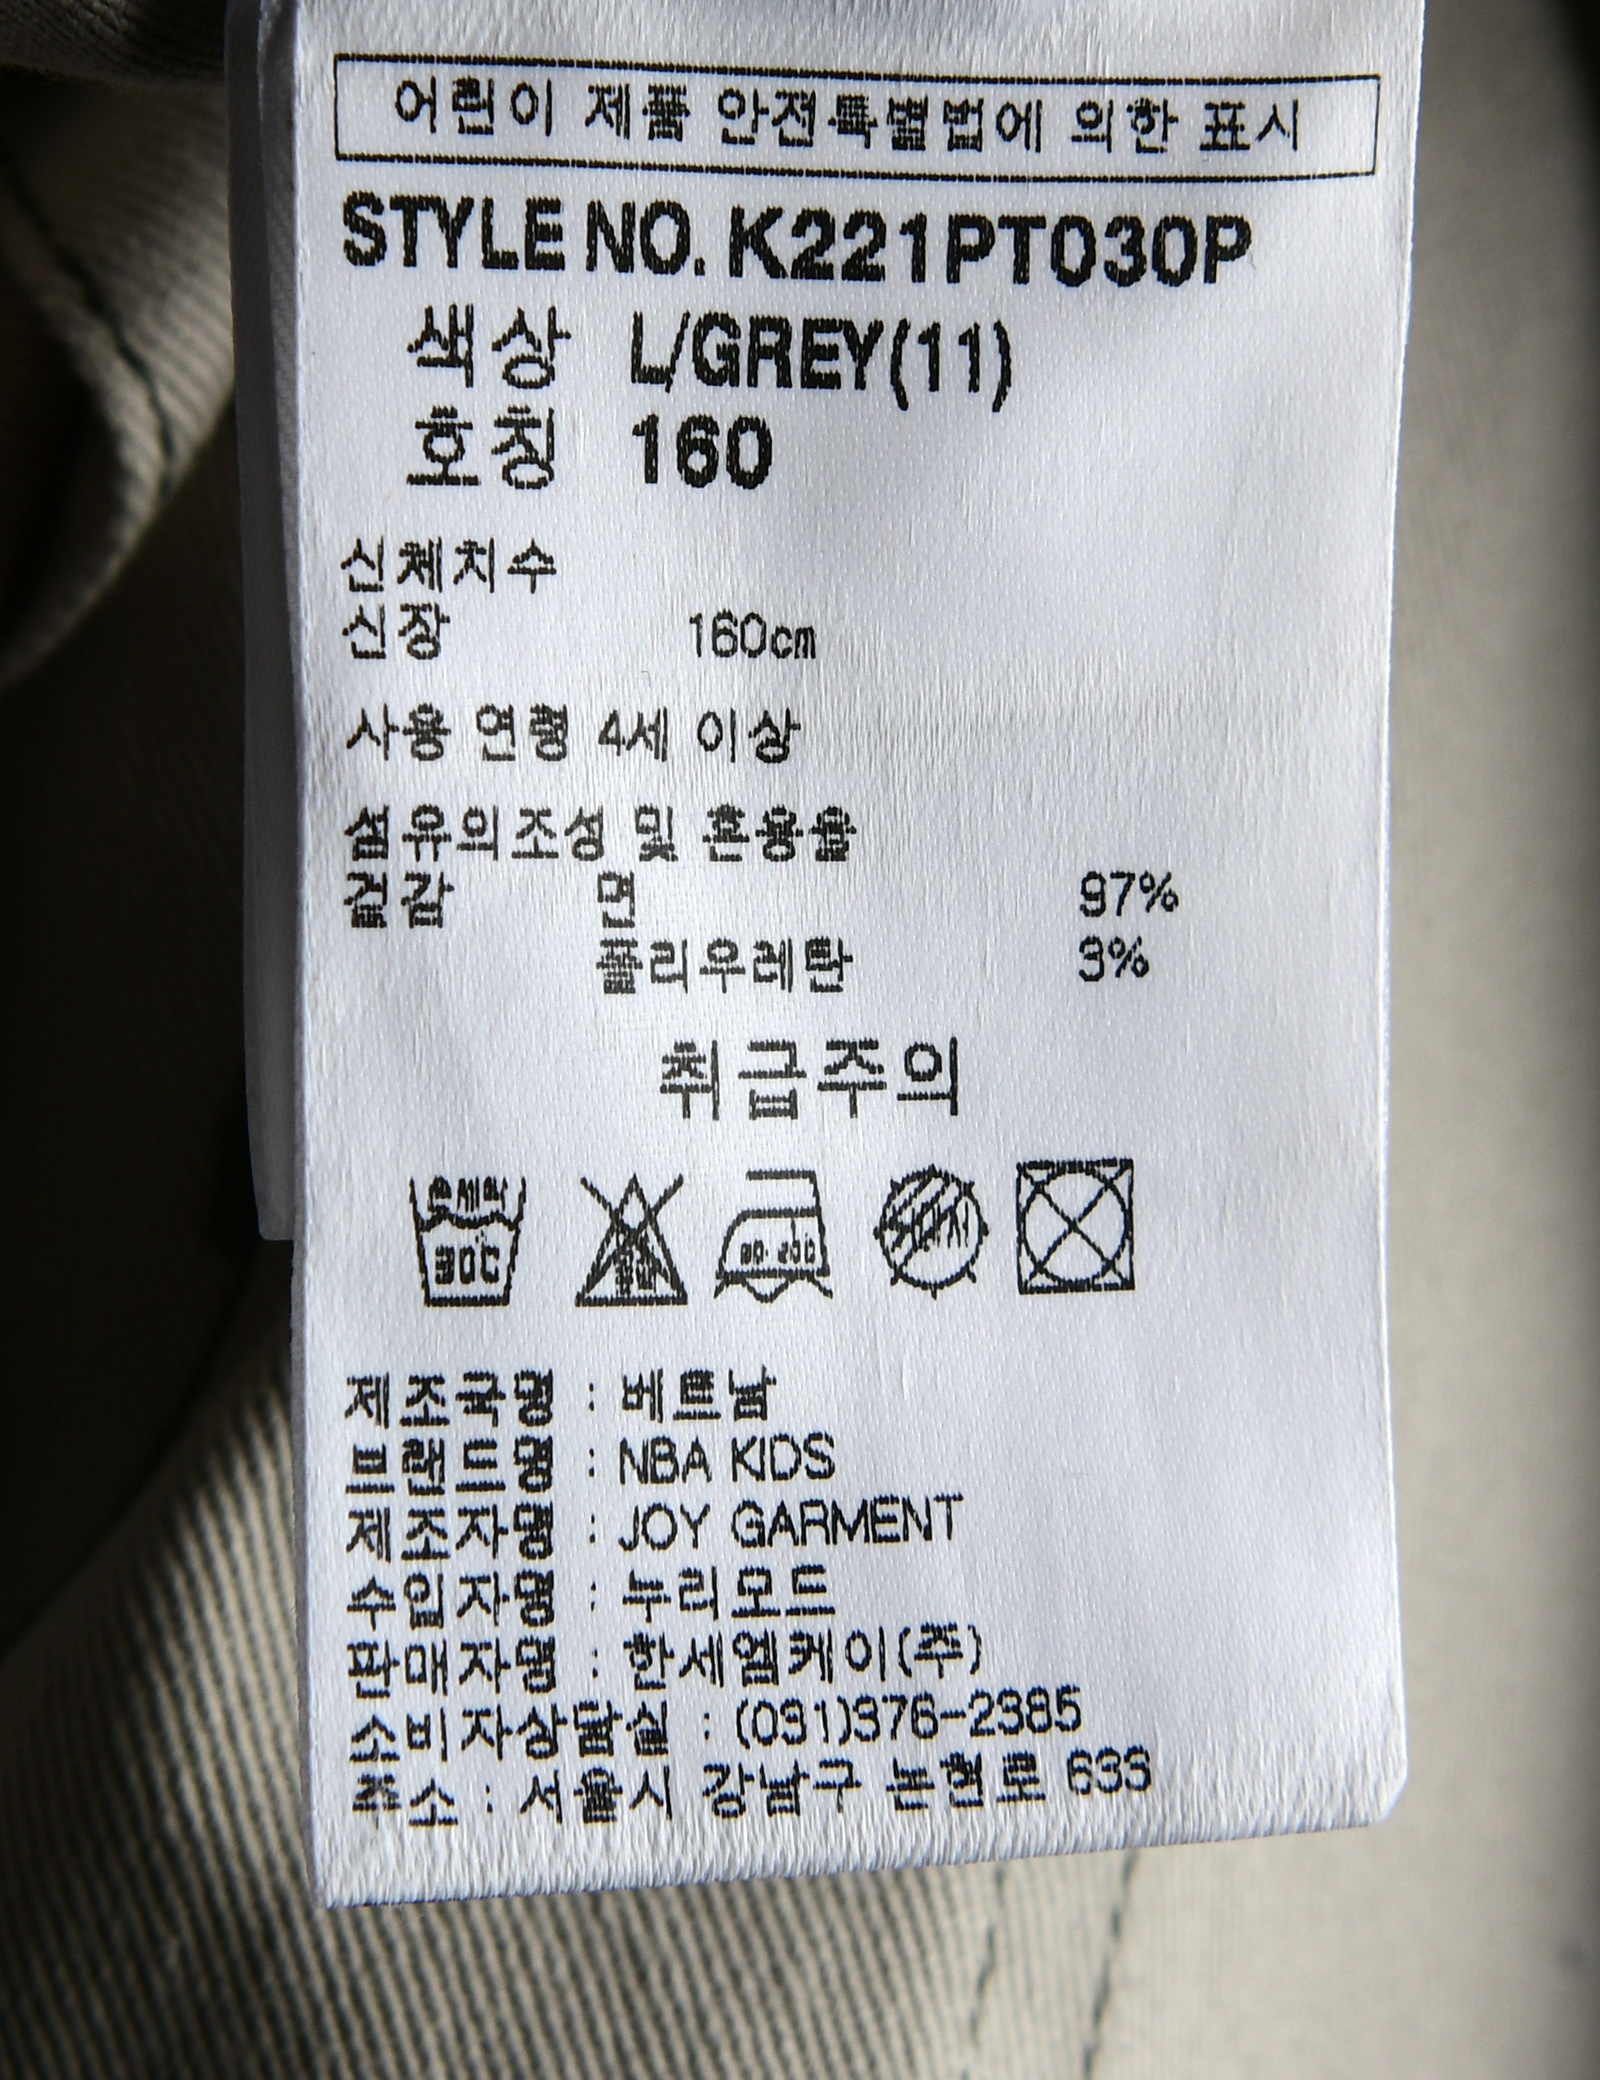 어린이 제품 안전특별법에 의한 표시
STYLE NO. K221PT030P
색상 L/GREY(11)
호칭 160
신체치수
신장 160cm
사용 연령 4세 이상
섬유의조성 및 혼용율
겉감 면 97%
폴리우레탄 3%
취급주의
제조국명 : 베트남
브랜드명 : NBA KIDS
제조자명 : JOY GARMENT
수입자명 : 누리모드
판매자명 : 한세엠케이(주)
소비자상담실 : (031)376-2385
주소 : 서울시 강남구 논현로 633